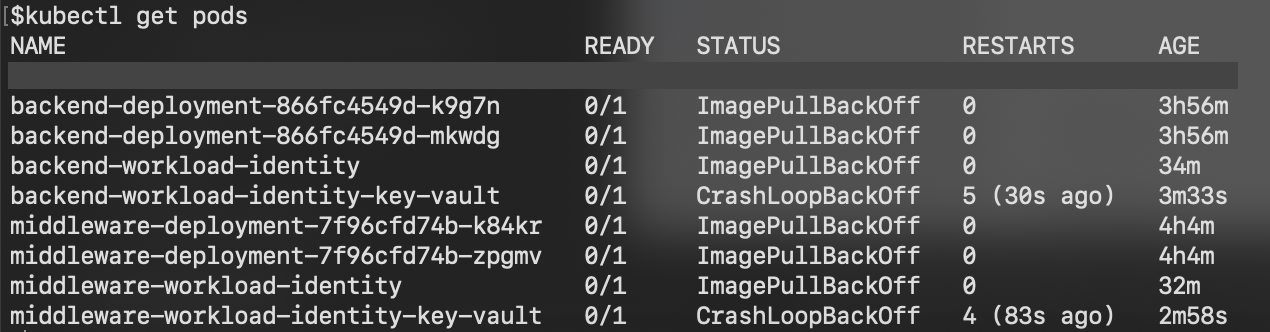 [$kubectl get pods
NAME READY STATUS RESTARTS AGE
backend-deployment-866fc4549d-k9g7n 0/1 ImagePullBackOff 0 3h56m
backend-deployment-866fc4549d-mkwdg 0/1 ImagePullBackOff 0 3h56m
backend-workload-identity 0/1 ImagePullBackOff 0 34m
backend-workload-identity-key-vault 0/1 CrashLoopBackOff 5 (30s ago) 3m33s
middleware-deployment-7f96cfd74b-k84kr 0/1 ImagePullBackOff 0 4h4m
middleware-deployment-7f96cfd74b-zpgmv 0/1 ImagePullBackOff 0 4h4m
middleware-workload-identity 0/1 ImagePullBackOff 0 32m
middleware-workload-identity-key-vault 0/1 CrashLoopBackOff 4 (83s ago) 2m58s